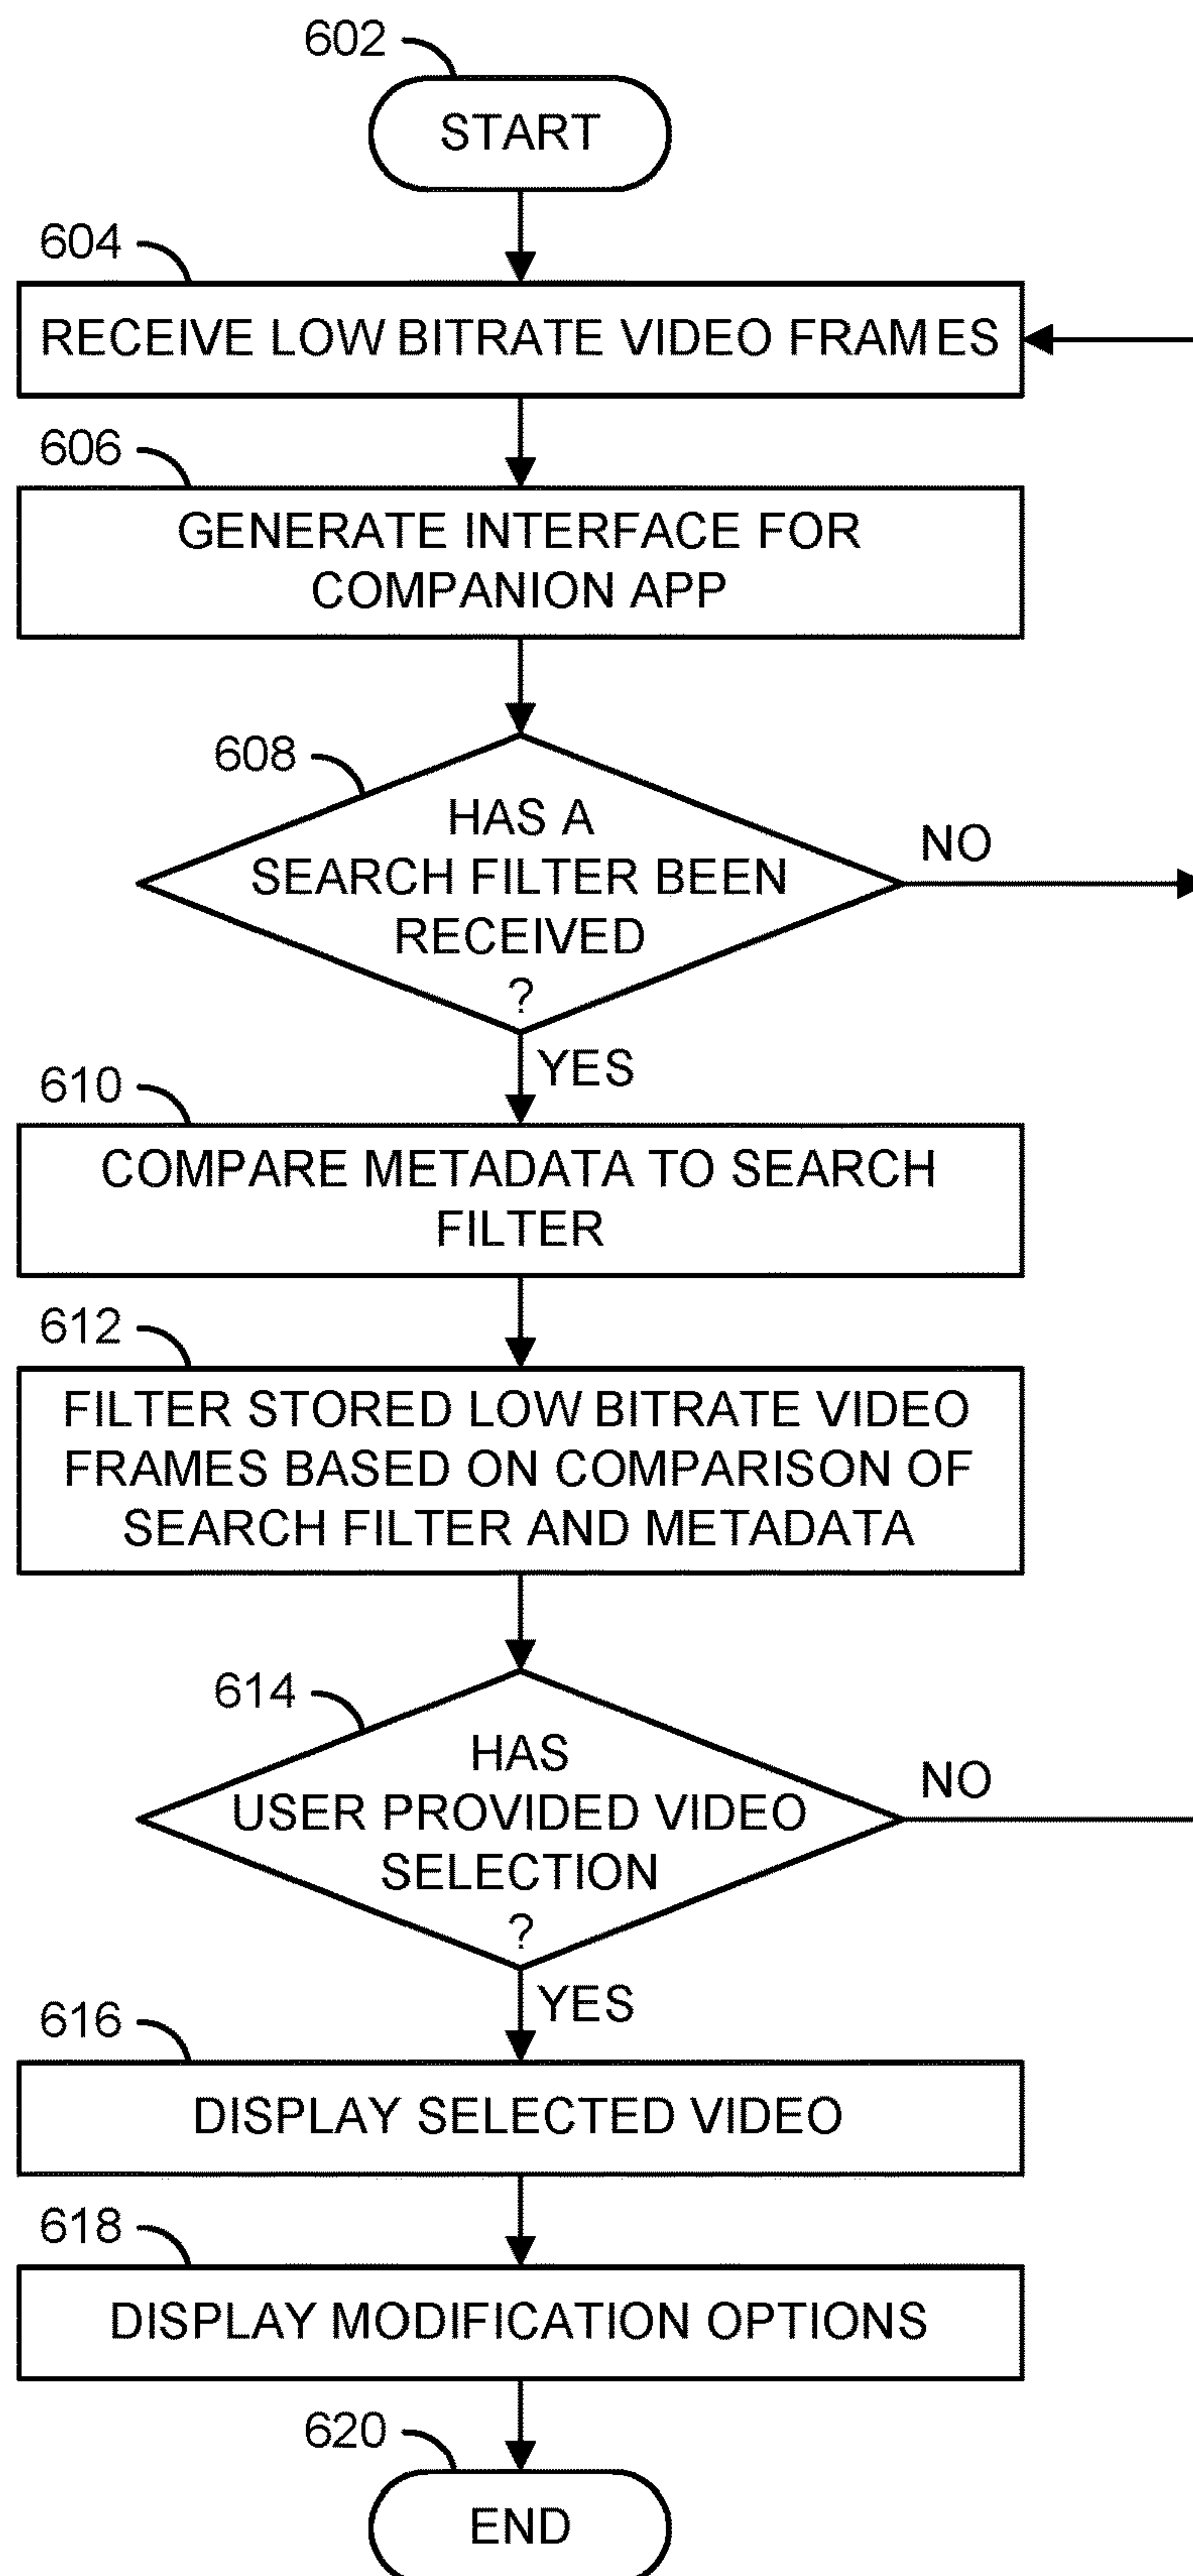 602
START
604
RECEIVE LOW BITRATE VIDEO FRAMES
606
GENERATE INTERFACE FOR
COMPANION APP
608
HAS A
SEARCH FILTER BEEN
RECEIVED
?
NO
YES
610
COMPARE METADATA TO SEARCH
FILTER
612
FILTER STORED LOW BITRATE VIDEO
FRAMES BASED ON COMPARISON OF
SEARCH FILTER AND METADATA
614
HAS
USER PROVIDED VIDEO
SELECTION
?
NO
YES
616
DISPLAY SELECTED VIDEO
618
DISPLAY MODIFICATION OPTIONS
620
END